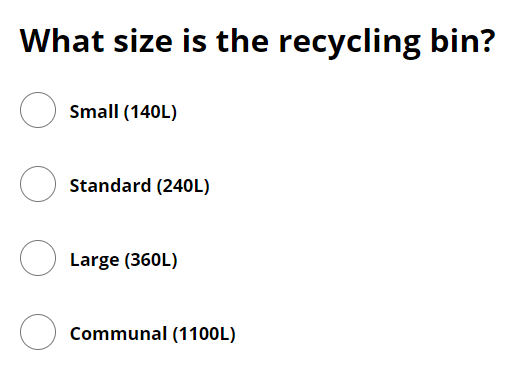 What size is the recycling bin?
Small (140L)
Standard (240L)
Large (360L)
Communal (1100L)